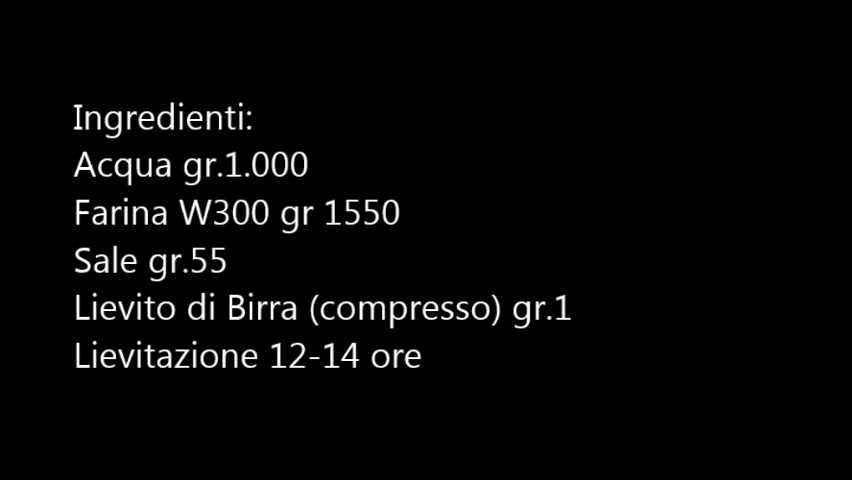 Ingredienti:
Acqua gr.1.000
Farina W300 gr 1550
Sale gr.55
Lievito di Birra (compresso) gr.1
Lievitazione 12-14 ore